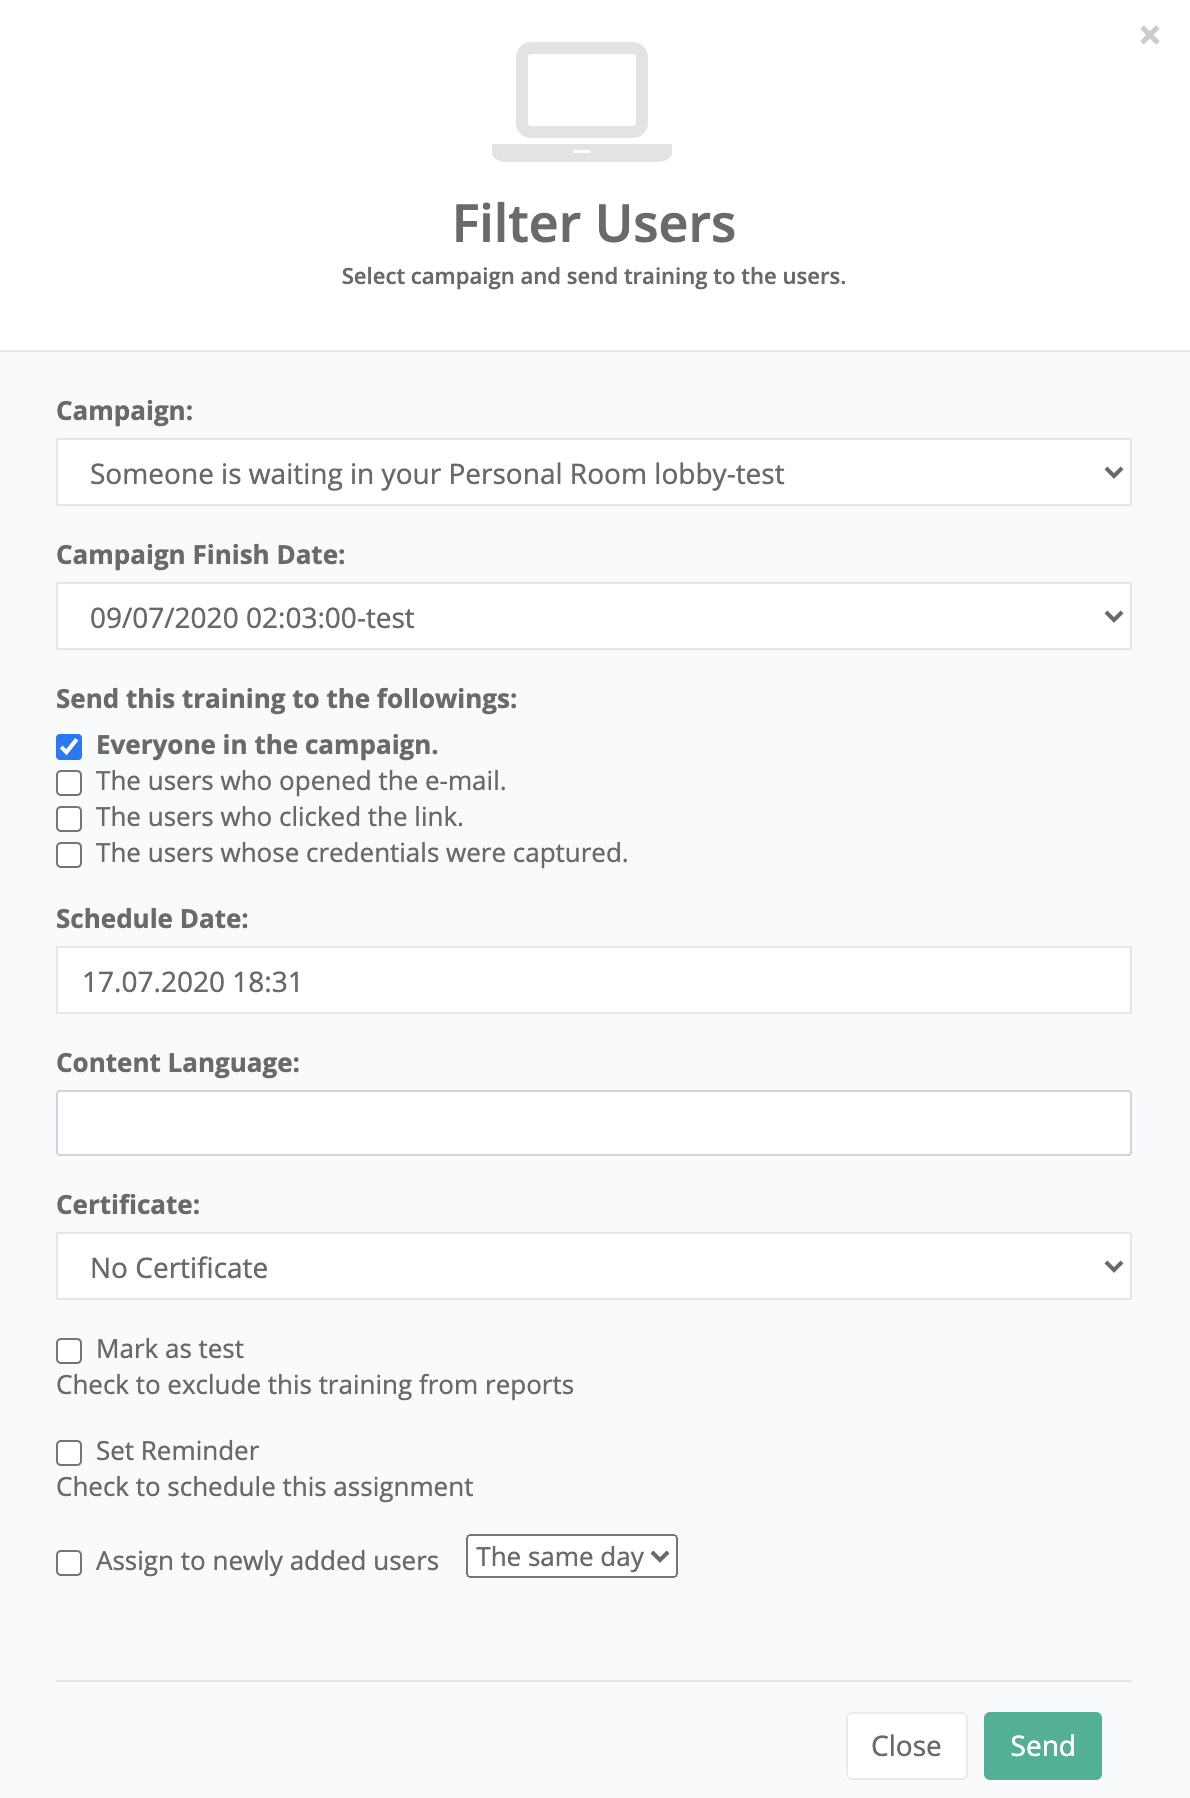 Filter Users
Select campaign and send training to the users.
Campaign:
Someone is waiting in your Personal Room lobby-test
Campaign Finish Date:
09/07/2020 02:03:00-test
Send this training to the followings:
Everyone in the campaign.
The users who opened the e-mail.
The users who clicked the link.
The users whose credentials were captured.
Schedule Date:
17.07.2020 18:31
Content Language:
Certificate:
No Certificate
Mark as test
Check to exclude this training from reports
Set Reminder
Check to schedule this assignment
Assign to newly added users The same day
Close Send